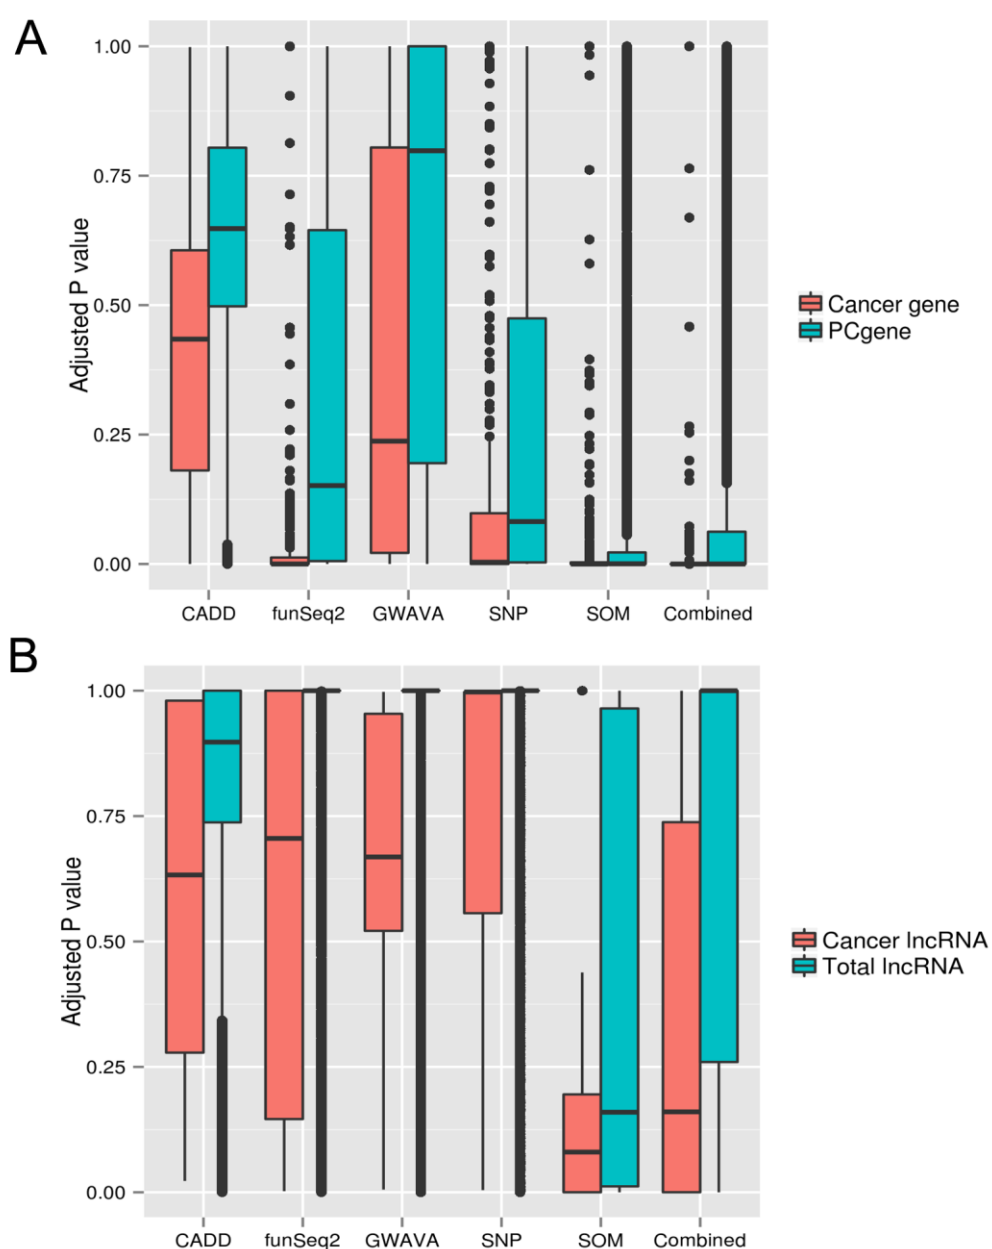 A
1.00
0.75
0.50
0.25
0.00
Adjusted P value
CADD funSeq2 GWAVA SNP SOM Combined
Cancer gene
PCgene
B
1.00
0.75
0.50
0.25
0.00
Adjusted P value
CADD funSeq2 GWAVA SNP SOM Combined
Cancer lncRNA
Total lncRNA